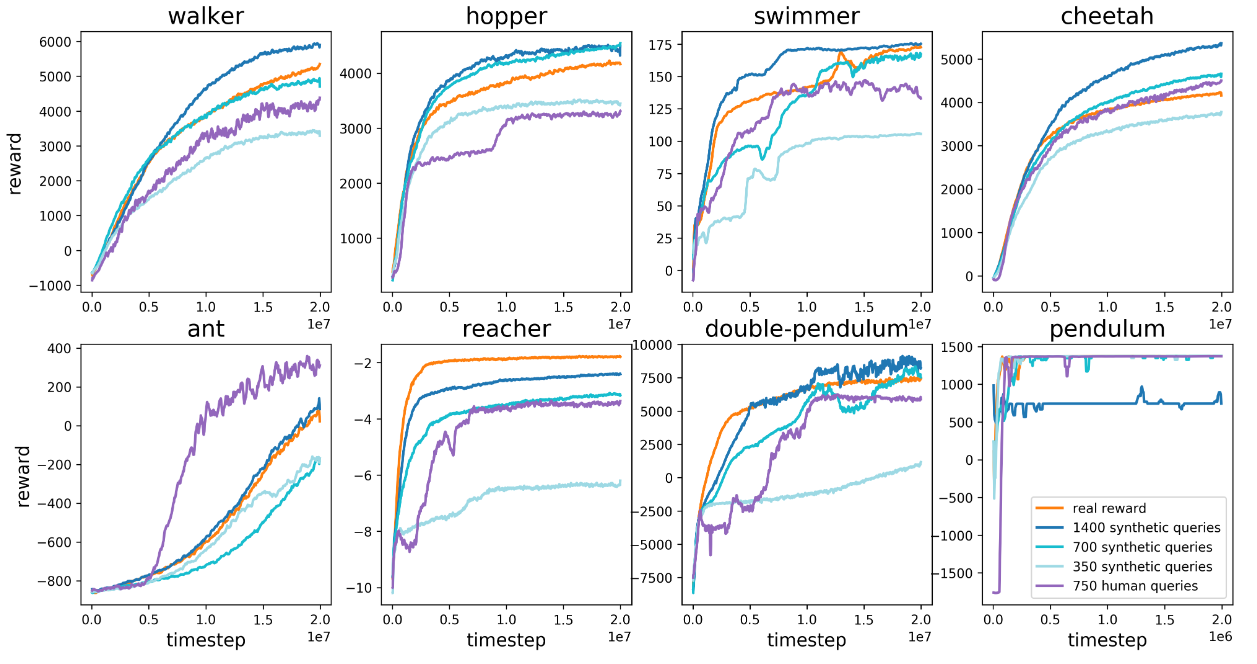 walker
hopper
swimmer
cheetah
reward
6000
5000
4000
3000
2000
1000
0
−1000
0.0 0.5 1.0 1.5 2.0
1e7
4000
3000
2000
1000
0.0 0.5 1.0 1.5 2.0
1e7
175
150
125
100
75
50
25
0
0.0 0.5 1.0 1.5 2.0
1e7
5000
4000
3000
2000
1000
0
0.0 0.5 1.0 1.5 2.0
1e7
ant
reacher
double-pendulum
pendulum
reward
400
200
0
−200
−400
−600
−800
0.0 0.5 1.0 1.5 2.0
1e7
timestep
−2
−4
−6
−8
−10
0.0 0.5 1.0 1.5 2.0
1e7
timestep
10000
7500
5000
2500
0
−2500
−5000
−7500
0.0 0.5 1.0 1.5 2.0
1e7
timestep
1500
1000
500
0
−500
−1000
−1500
0.0 0.5 1.0 1.5 2.0
1e6
timestep
real reward
1400 synthetic queries
700 synthetic queries
350 synthetic queries
750 human queries